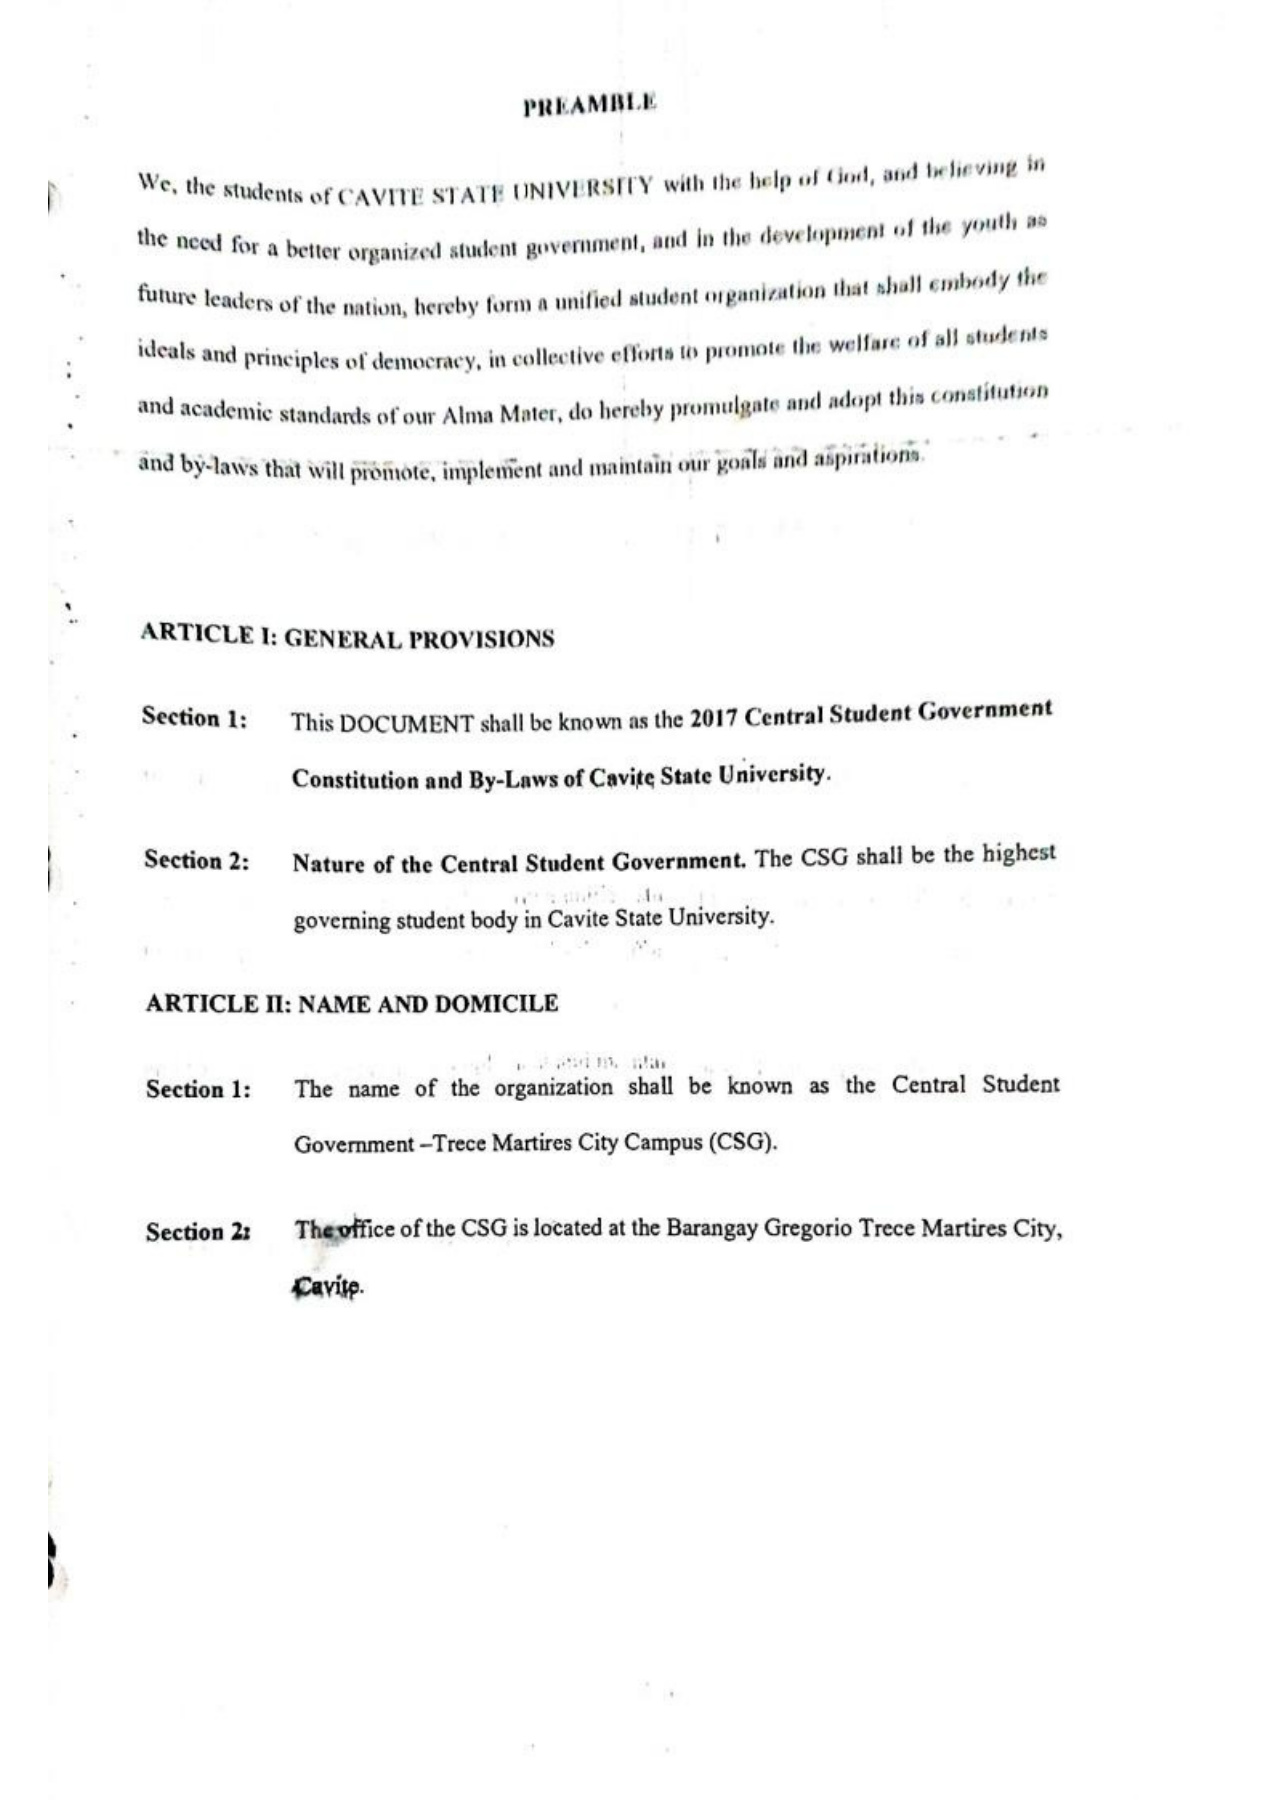 PREAMBLE
We, the students of CAVITE STATE UNIVERSITY with the help of God, and believing in
the need for a better organized student government, and in the development of the youth as
future leaders of the nation, hereby form a unified student organization that shall embody the
ideals and principles of democracy, in collective efforts to promote the welfare of all students
and academic standards of our Alma Mater, do hereby promulgate and adopt this constitution
and by-laws that will promote, implement and maintain our goals and aspirations.
ARTICLE I: GENERAL PROVISIONS
Section 1: This DOCUMENT shall be known as the 2017 Central Student Government
Constitution and By-Laws of Cavite State University.
Section 2: Nature of the Central Student Government. The CSG shall be the highest
governing student body in Cavite State University.
ARTICLE II: NAME AND DOMICILE
Section 1: The name of the organization shall be known as the Central Student
Government –Trece Martires City Campus (CSG).
Section 2: The office of the CSG is located at the Barangay Gregorio Trece Martires City,
Cavite.